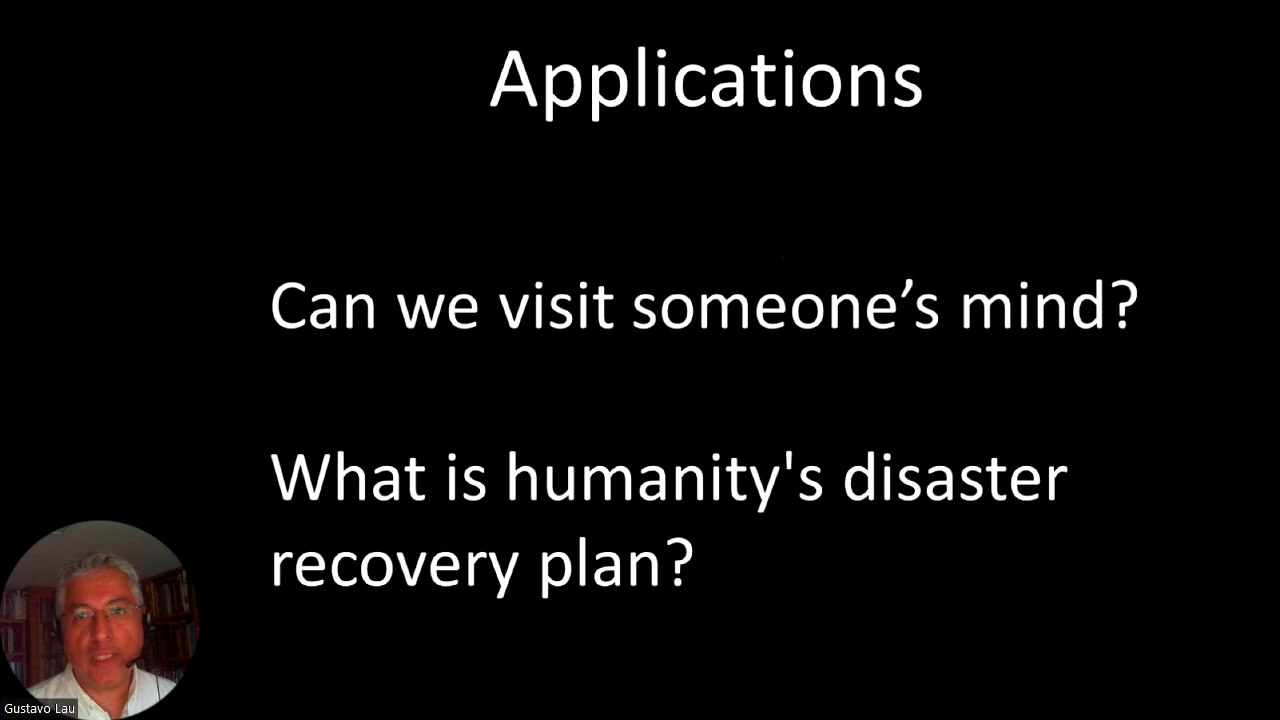 Applications
Can we visit someone’s mind?
What is humanity's disaster
recovery plan?
Gustavo Lau